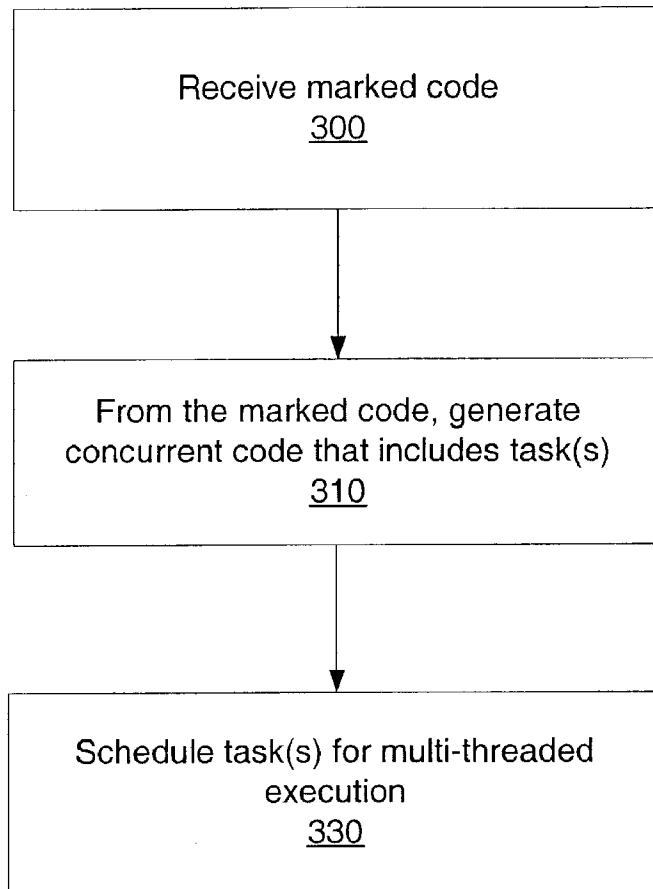 Receive marked code
300
From the marked code, generate
concurrent code that includes task(s)
310
Schedule task(s) for multi-threaded
execution
330